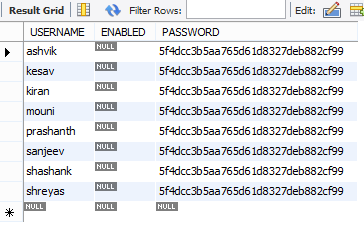 Result Grid Filter Rows: Edit:
USERNAME ENABLED PASSWORD
ashvik NULL 5f4dcc3b5aa765d61d8327deb882cf99
kesav NULL 5f4dcc3b5aa765d61d8327deb882cf99
kiran NULL 5f4dcc3b5aa765d61d8327deb882cf99
mouni NULL 5f4dcc3b5aa765d61d8327deb882cf99
prashanth NULL 5f4dcc3b5aa765d61d8327deb882cf99
sanjeev NULL 5f4dcc3b5aa765d61d8327deb882cf99
shashank NULL 5f4dcc3b5aa765d61d8327deb882cf99
shreyas NULL 5f4dcc3b5aa765d61d8327deb882cf99
NULL NULL NULL